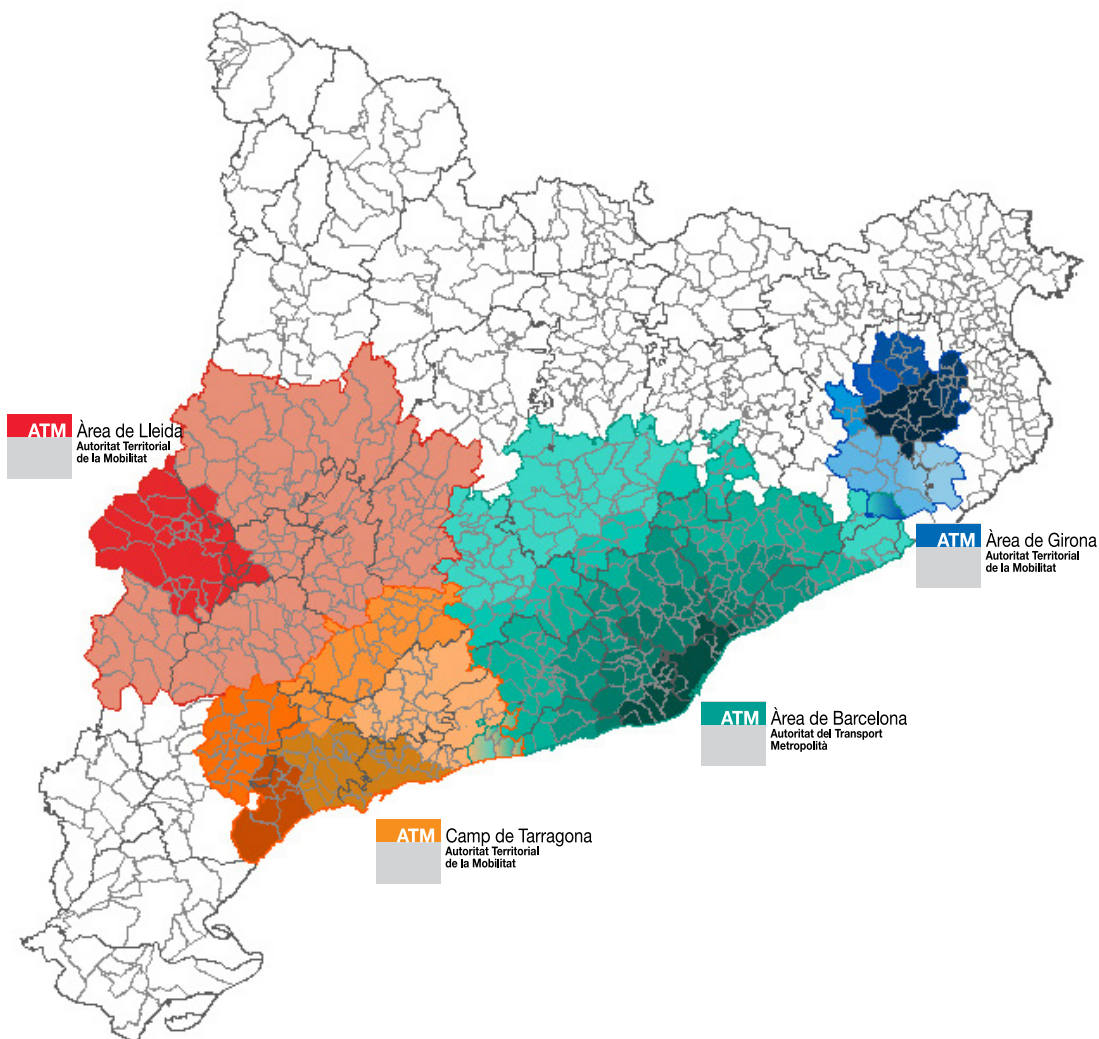 ATM Àrea de Lleida
Autoritat Territorial
de la Mobilitat
ATM Àrea de Girona
Autoritat Territorial
de la Mobilitat
ATM Àrea de Barcelona
Autoritat del Transport
Metropolità
ATM Camp de Tarragona
Autoritat Territorial
de la Mobilitat